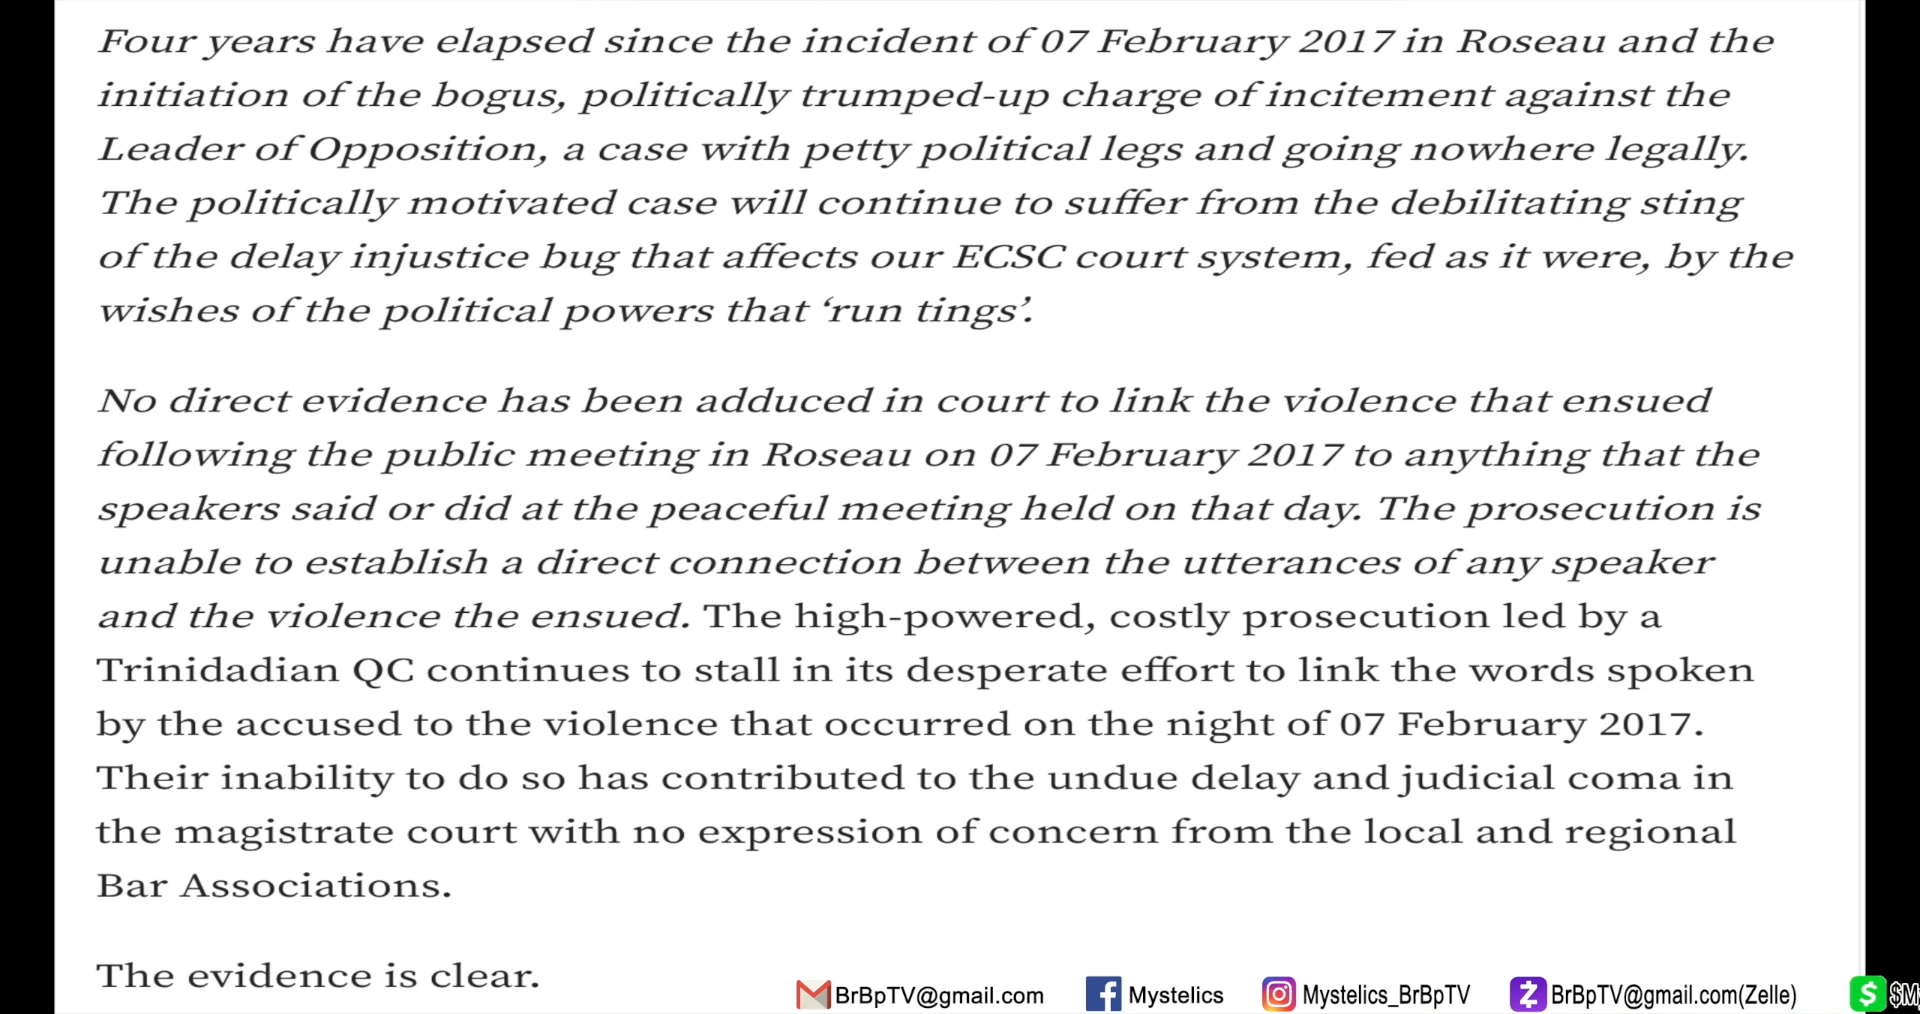 Four years have elapsed since the incident of 07 February 2017 in Roseau and the
initiation of the bogus, politically trumped-up charge of incitement against the
Leader of Opposition, a case with petty political legs and going nowhere legally.
The politically motivated case will continue to suffer from the debilitating sting
of the delay injustice bug that affects our ECSC court system, fed as it were, by the
wishes of the political powers that ‘run tings’.
No direct evidence has been adduced in court to link the violence that ensued
following the public meeting in Roseau on 07 February 2017 to anything that the
speakers said or did at the peaceful meeting held on that day. The prosecution is
unable to establish a direct connection between the utterances of any speaker
and the violence the ensued. The high-powered, costly prosecution led by a
Trinidadian QC continues to stall in its desperate effort to link the words spoken
by the accused to the violence that occurred on the night of 07 February 2017.
Their inability to do so has contributed to the undue delay and judicial coma in
the magistrate court with no expression of concern from the local and regional
Bar Associations.
The evidence is clear.
BrBpTV@gmail.com Mystelics Mystelics_BrBpTV BrBpTV@gmail.com(Zelle)